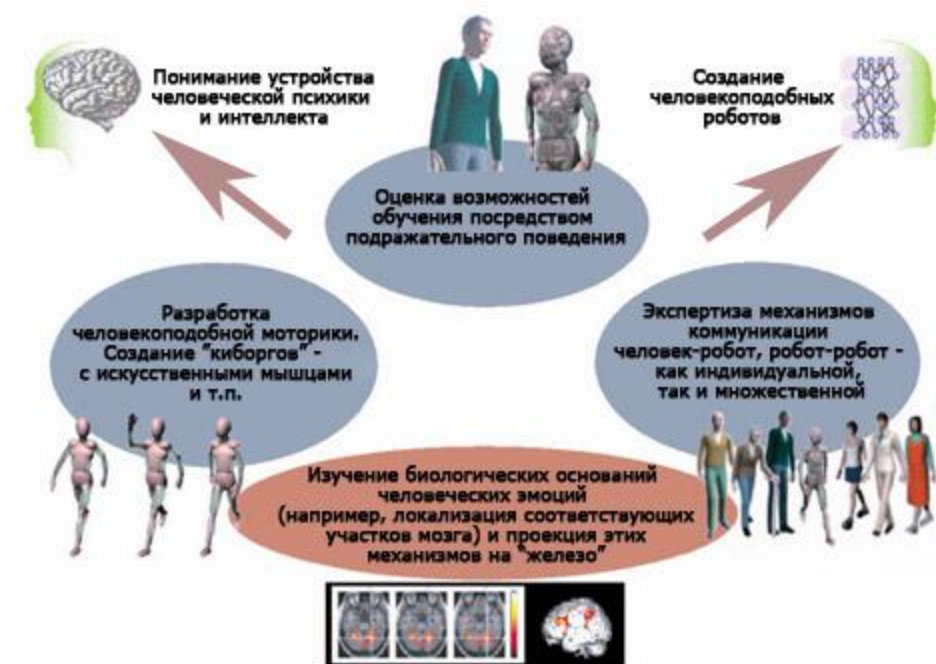 Понимание устройства
человеческой психики
и интеллекта
Создание
человекоподобных
роботов
Оценка возможностей
обучения посредством
подражательного поведения
Разработка
человекоподобной моторики.
Создание "киборгов" -
с искусственными мышцами
и т.п.
Экспертиза механизмов
коммуникации
человек-робот, робот-робот -
как индивидуальной,
так и множественной
Изучение биологических оснований
человеческих эмоций
(например, локализация соответствующих
участков мозга) и проекция этих
механизмов на "железо"